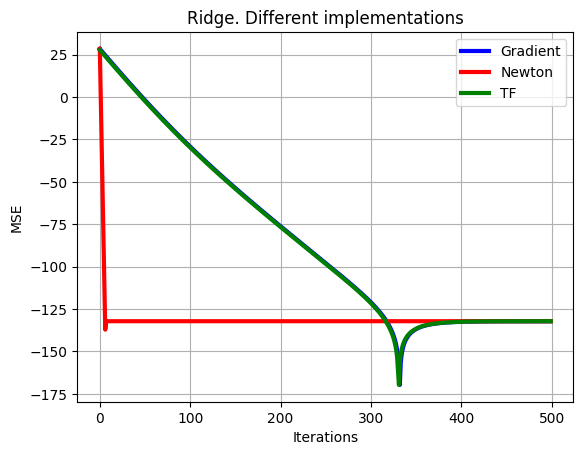 Ridge. Different implementations
Gradient
Newton
TF
25
0
−25
−50
−75
−100
−125
−150
−175
MSE
0
100
200
300
400
500
Iterations